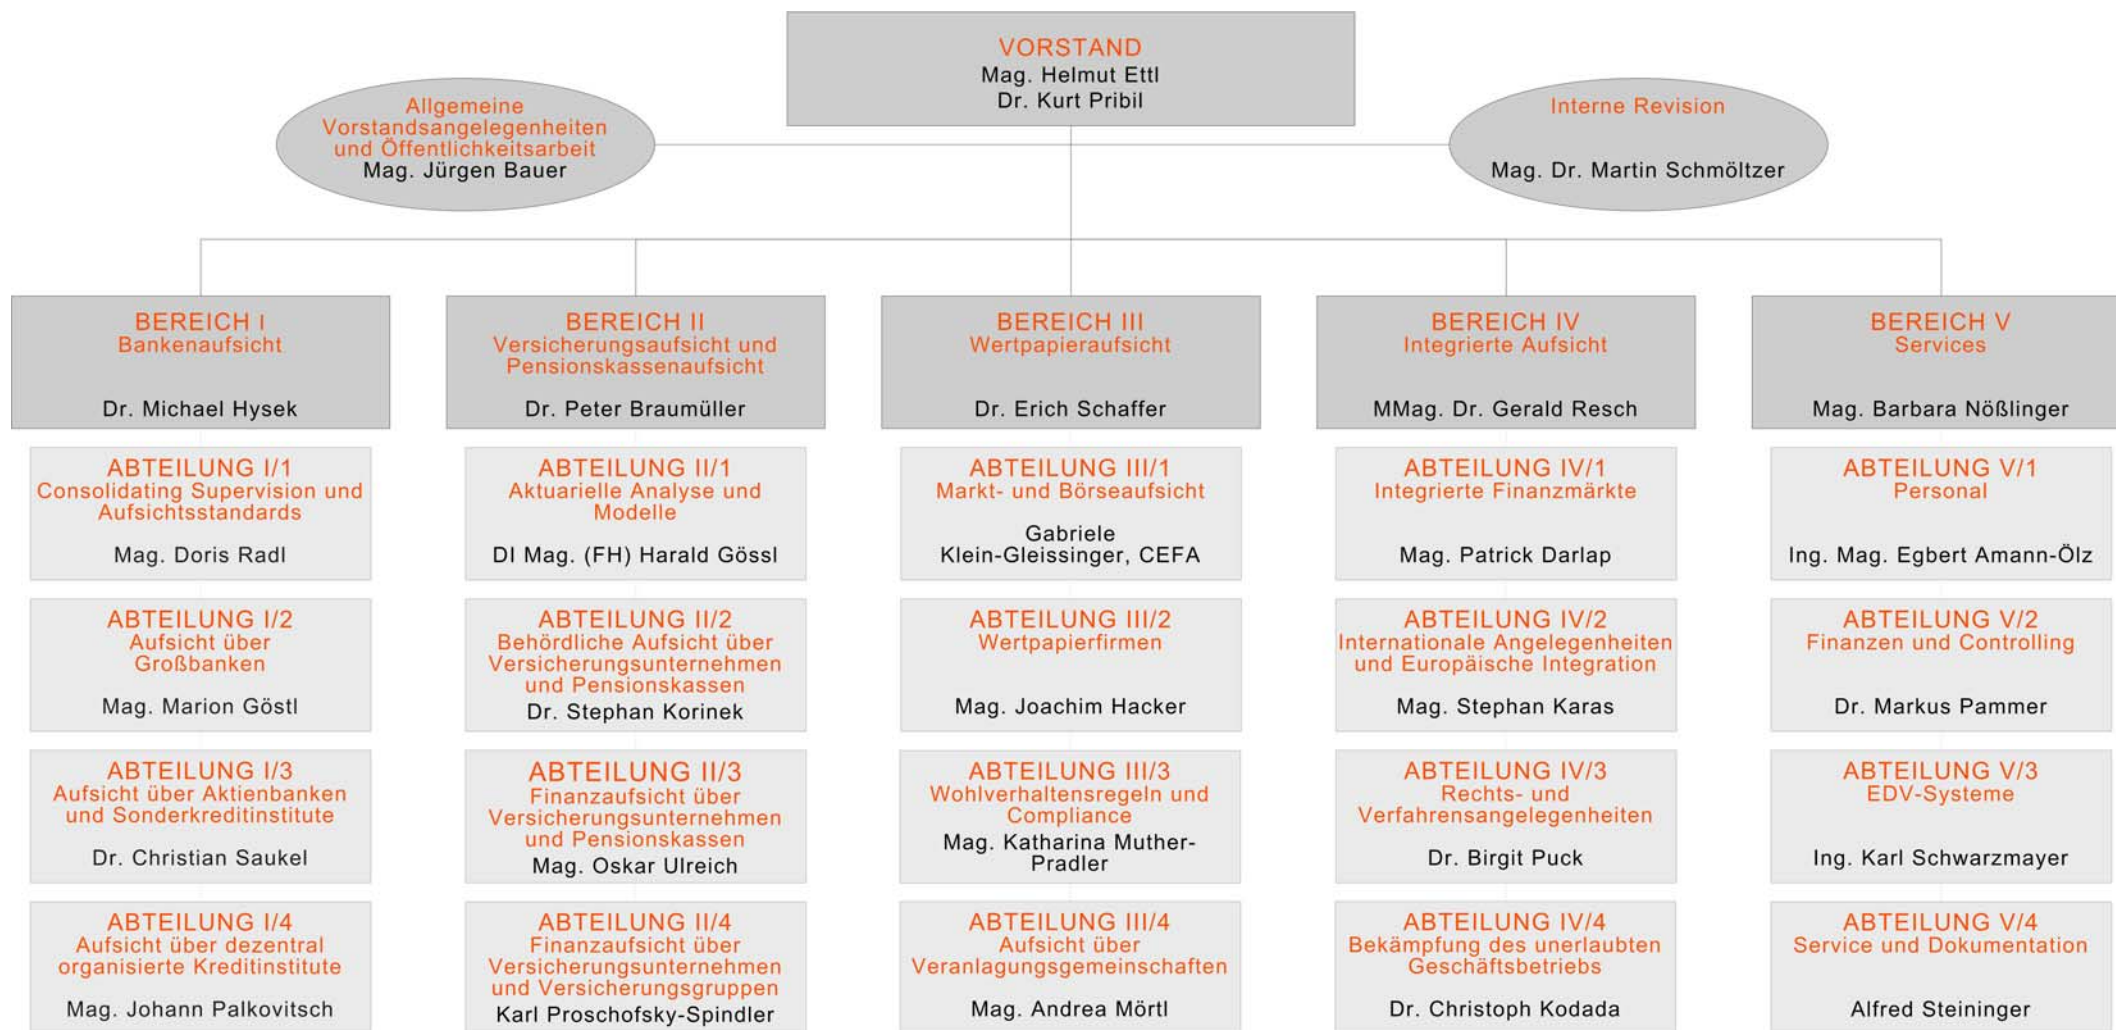 VORSTAND
Mag. Helmut Ettl
Dr. Kurt Pribil
Allgemeine
Vorstandsangelegenheiten
und Öffentlichkeitsarbeit
Mag. Jürgen Bauer
Interne Revision
Mag. Dr. Martin Schmöltzer
BEREICH I
Bankenaufsicht
Dr. Michael Hysek
ABTEILUNG I/1
Consolidating Supervision und
Aufsichtsstandards
Mag. Doris Radl
ABTEILUNG I/2
Aufsicht über
Großbanken
Mag. Marion Göstl
ABTEILUNG I/3
Aufsicht über Aktienbanken
und Sonderkreditinstitute
Dr. Christian Saukel
ABTEILUNG I/4
Aufsicht über dezentral
organisierte Kreditinstitute
Mag. Johann Palkovitsch
BEREICH II
Versicherungsaufsicht und
Pensionskassenaufsicht
Dr. Peter Braumüller
ABTEILUNG II/1
Aktuarielle Analyse und
Modelle
DI Mag. (FH) Harald Gössl
ABTEILUNG II/2
Behördliche Aufsicht über
Versicherungsunternehmen
und Pensionskassen
Dr. Stephan Korinek
ABTEILUNG II/3
Finanzaufsicht über
Versicherungsunternehmen
und Pensionskassen
Mag. Oskar Ulreich
ABTEILUNG II/4
Finanzaufsicht über
Versicherungsunternehmen
und Versicherungsgruppen
Karl Proschofsky-Spindler
BEREICH III
Wertpapieraufsicht
Dr. Erich Schaffer
ABTEILUNG III/1
Markt- und Börseaufsicht
Gabriele
Klein-Gleissinger, CEFA
ABTEILUNG III/2
Wertpapierfirmen
Mag. Joachim Hacker
ABTEILUNG III/3
Wohlverhaltensregeln und
Compliance
Mag. Katharina Muther-
Pradler
ABTEILUNG III/4
Aufsicht über
Veranlagungsgemeinschaften
Mag. Andrea Mörtl
BEREICH IV
Integrierte Aufsicht
MMag. Dr. Gerald Resch
ABTEILUNG IV/1
Integrierte Finanzmärkte
Mag. Patrick Darlap
ABTEILUNG IV/2
Internationale Angelegenheiten
und Europäische Integration
Mag. Stephan Karas
ABTEILUNG IV/3
Rechts- und
Verfahrensangelegenheiten
Dr. Birgit Puck
ABTEILUNG IV/4
Bekämpfung des unerlaubten
Geschäftsbetriebs
Dr. Christoph Kodada
BEREICH V
Services
Mag. Barbara Nößlinger
ABTEILUNG V/1
Personal
Ing. Mag. Egbert Amann-Ölz
ABTEILUNG V/2
Finanzen und Controlling
Dr. Markus Pammer
ABTEILUNG V/3
EDV-Systeme
Ing. Karl Schwarzmayer
ABTEILUNG V/4
Service und Dokumentation
Alfred Steininger